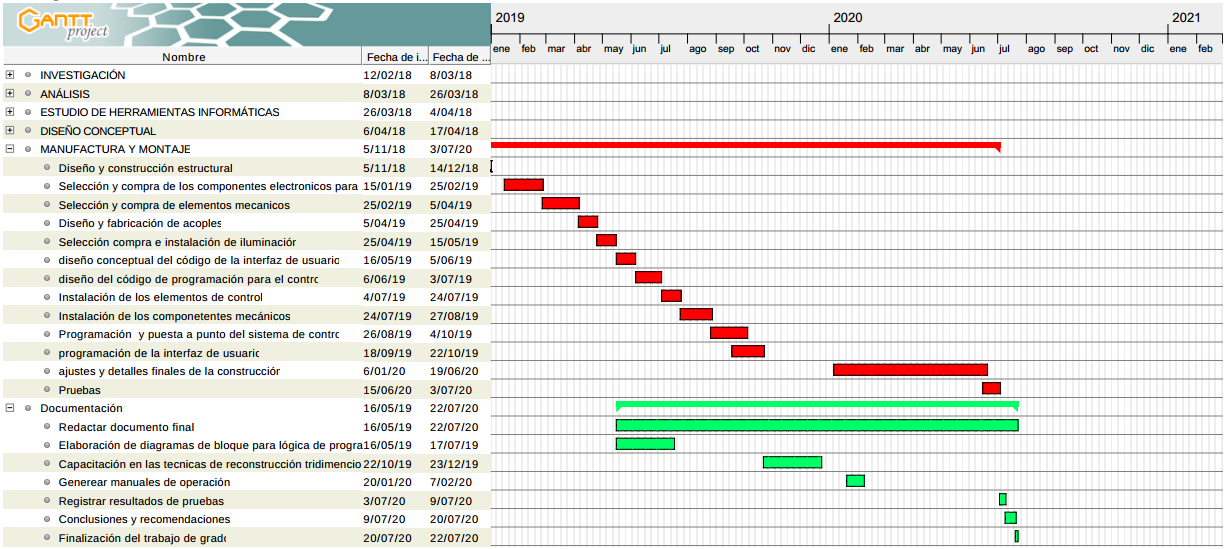 GANTT project
2019 2020 2021
ene feb mar abr may jun jul ago sep oct nov dic ene feb mar abr may jun jul ago sep oct nov dic ene feb
Nombre Fecha de i... Fecha de ...
INVESTIGACIÓN 12/02/18 8/03/18
ANÁLISIS 8/03/18 26/03/18
ESTUDIO DE HERRAMIENTAS INFORMÁTICAS 26/03/18 4/04/18
DISEÑO CONCEPTUAL 6/04/18 17/04/18
MANUFACTURA Y MONTAJE 5/11/18 3/07/20
Diseño y construcción estructural 5/11/18 14/12/18
Selección y compra de los componentes electronicos para 15/01/19 25/02/19
Selección y compra de elementos mecanicos 25/02/19 5/04/19
Diseño y fabricación de acoples 5/04/19 25/04/19
Selección compra e instalación de iluminación 25/04/19 15/05/19
diseño conceptual del código de la interfaz de usuario 16/05/19 5/06/19
diseño del código de programación para el contro 6/06/19 3/07/19
Instalación de los elementos de control 4/07/19 24/07/19
Instalación de los componetentes mecánicos 24/07/19 27/08/19
Programación y puesta a punto del sistema de contro 26/08/19 4/10/19
programación de la interfaz de usuario 18/09/19 22/10/19
ajustes y detalles finales de la construcción 6/01/20 19/06/20
Pruebas 15/06/20 3/07/20
Documentación 16/05/19 22/07/20
Redactar documento final 16/05/19 22/07/20
Elaboración de diagramas de bloque para lógica de progra 16/05/19 17/07/19
Capacitación en las tecnicas de reconstrucción tridimencio 22/10/19 23/12/19
Generear manuales de operación 20/01/20 7/02/20
Registrar resultados de pruebas 3/07/20 9/07/20
Conclusiones y recomendaciones 9/07/20 20/07/20
Finalización del trabajo de grado 20/07/20 22/07/20